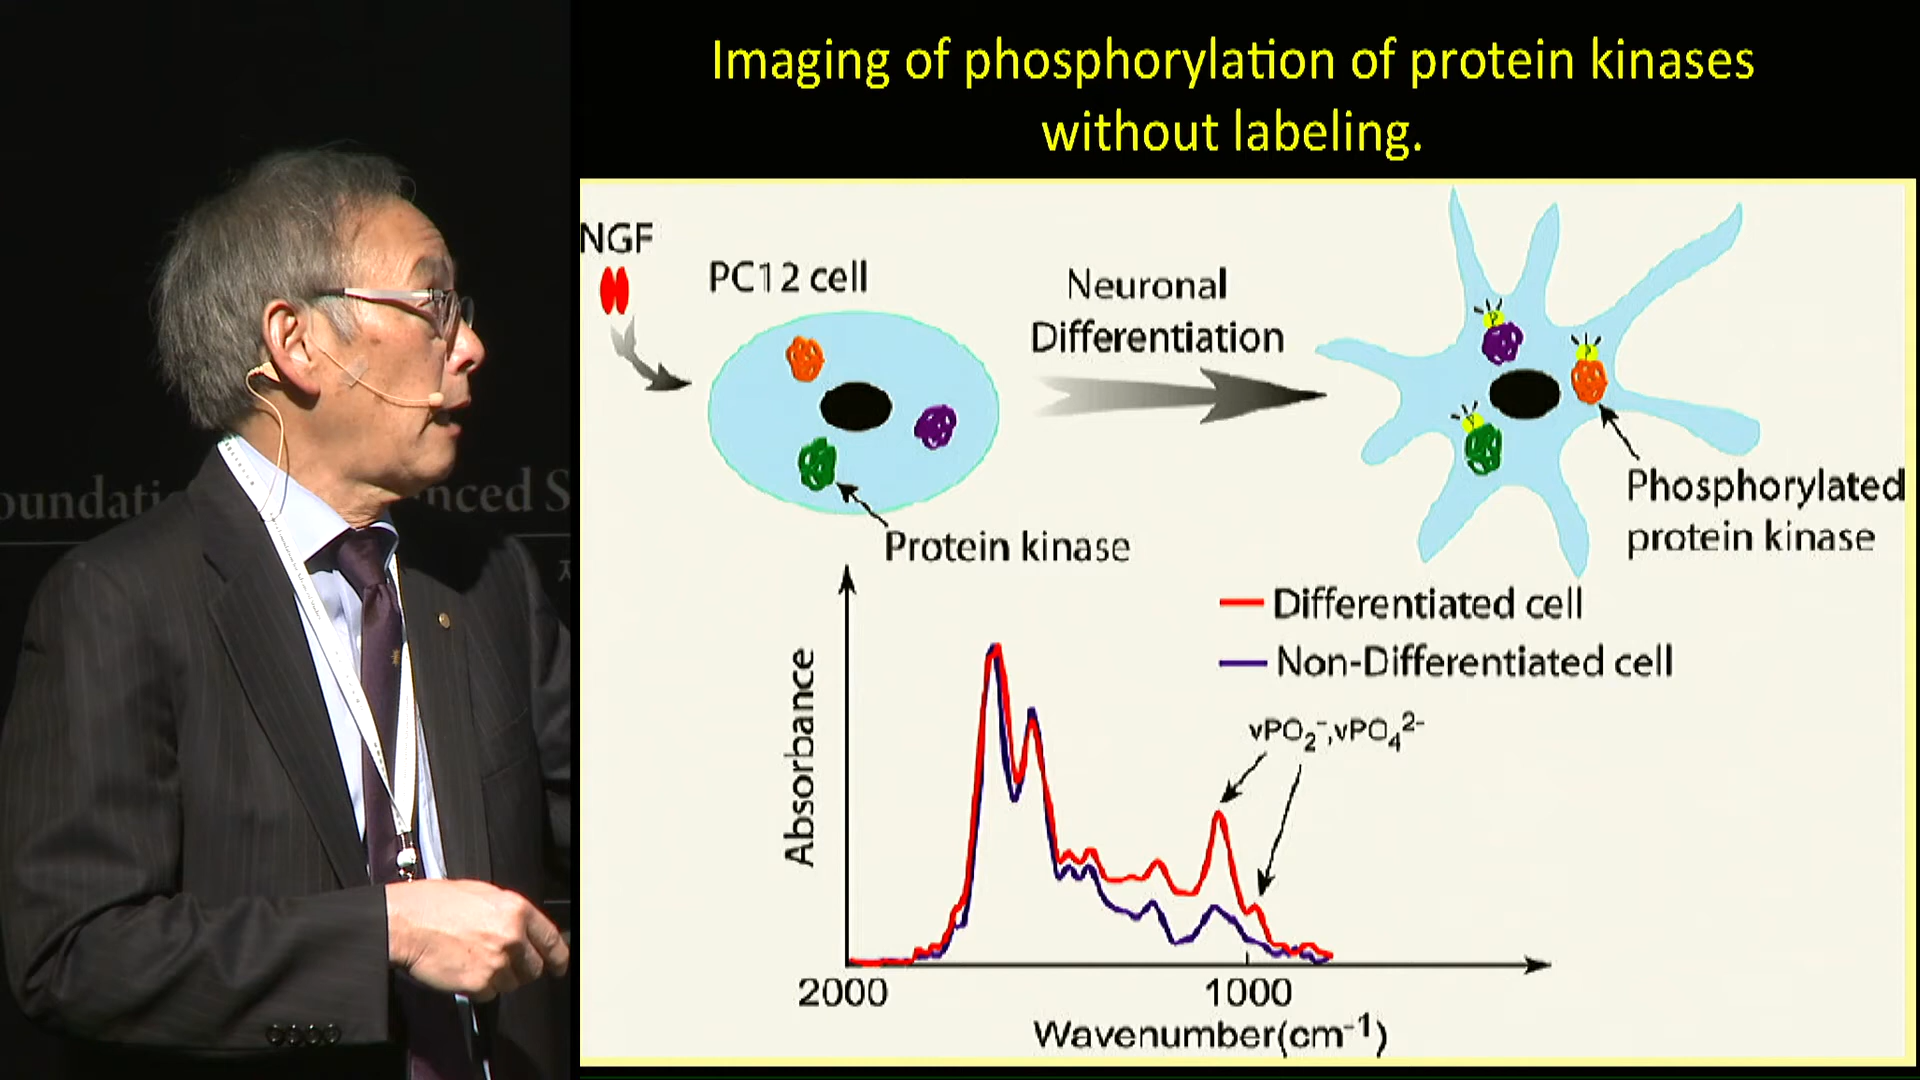 Imaging of phosphorylation of protein kinases
without labeling.
NGF
PC12 cell
Neuronal
Differentiation
Protein kinase
P
P
P
Phosphorylated
protein kinase
Differentiated cell
Non-Differentiated cell
νPO₂⁻,νPO₄²⁻
Absorbance
2000
1000
Wavenumber(cm⁻¹)
oundati
nced S